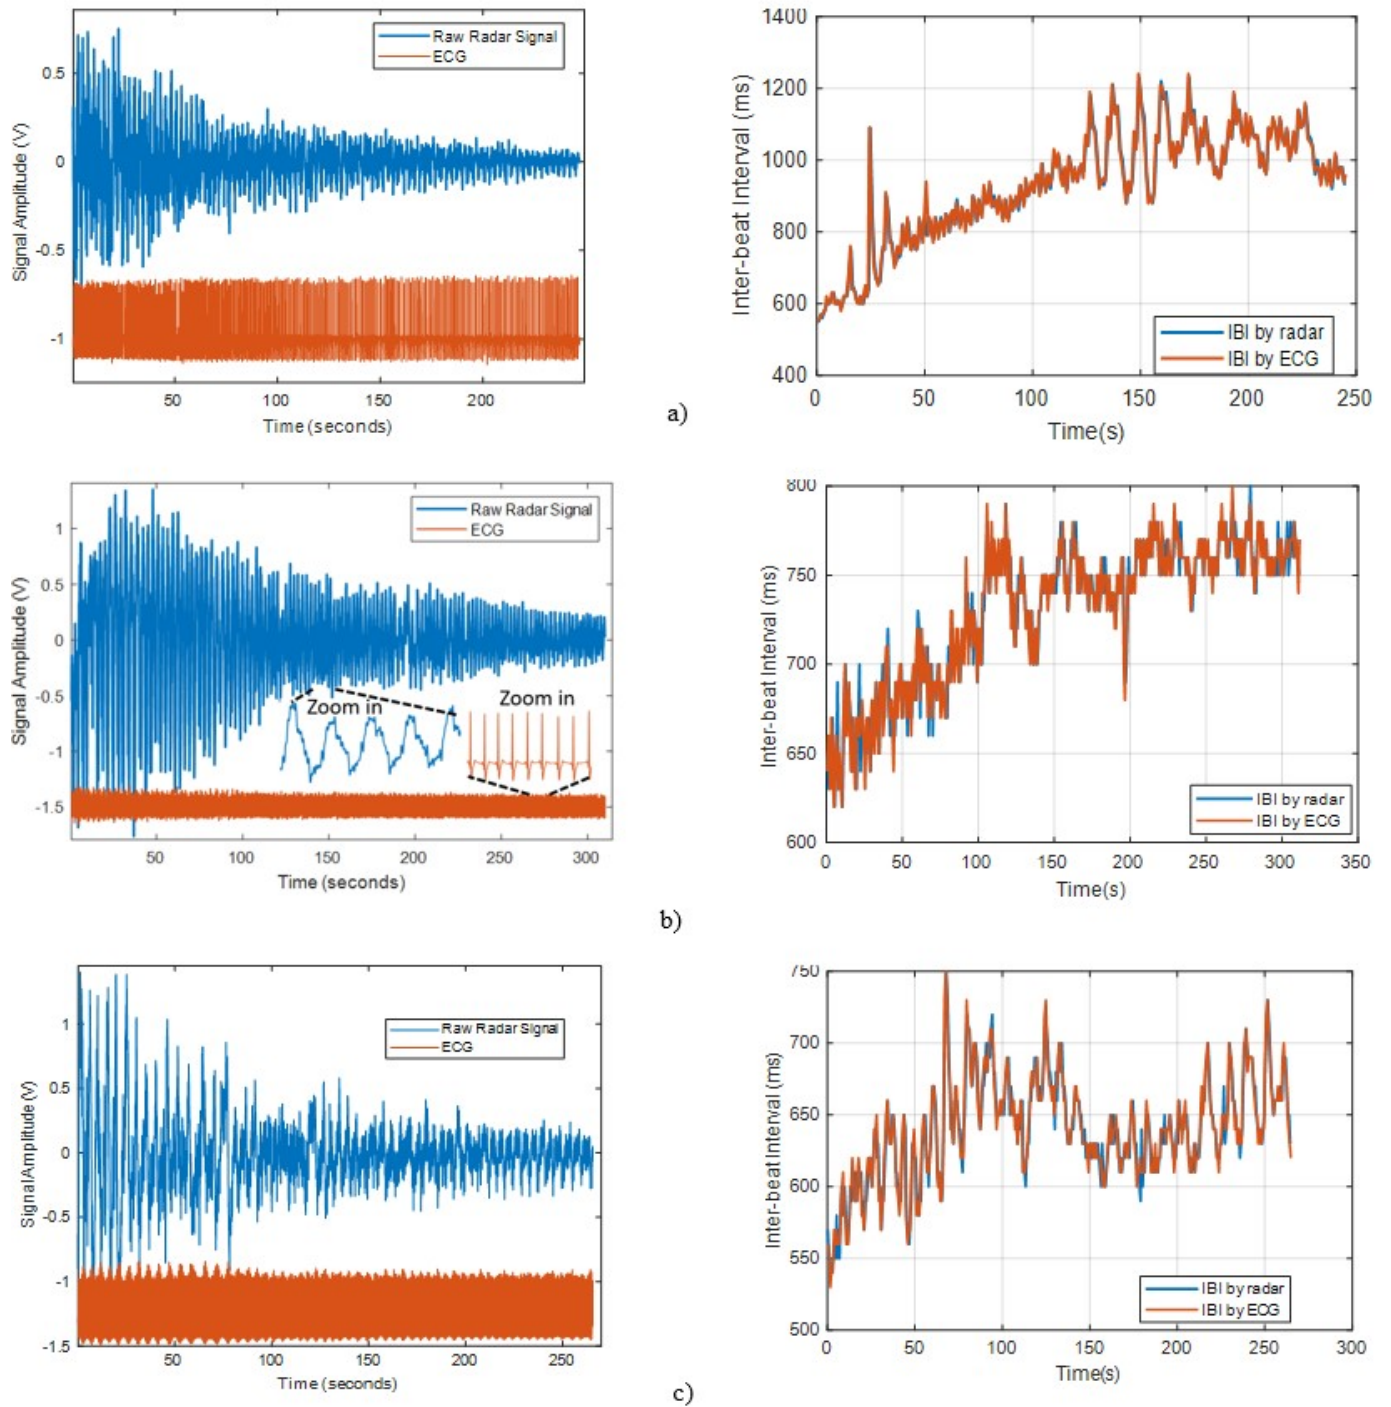 Raw Radar Signal
ECG
0.5
0
-0.5
-1
Signal Amplitude (V)
50
100
150
200
Time (seconds)
1400
1200
1000
800
600
400
Inter-beat Interval (ms)
IBI by radar
IBI by ECG
0
50
100
150
200
250
Time(s)
a)
Raw Radar Signal
ECG
1
0.5
0
-0.5
-1
-1.5
Signal Amplitude (V)
Zoom in
Zoom in
50
100
150
200
250
300
Time (seconds)
800
750
700
650
600
Inter-beat Interval (ms)
IBI by radar
IBI by ECG
0
50
100
150
200
250
300
350
Time(s)
b)
Raw Radar Signal
ECG
1
0.5
0
-0.5
-1
-1.5
Signal Amplitude (V)
50
100
150
200
250
Time (seconds)
750
700
650
600
550
500
Inter-beat Interval (ms)
IBI by radar
IBI by ECG
0
50
100
150
200
250
300
Time(s)
c)